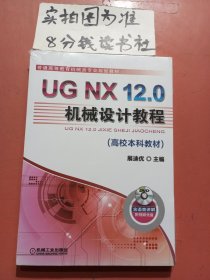 实拍图为准
8分钱读书社
普通高等教育机械类专业规划教材
UG NX 12.0
机械设计教程
UG NX 12.0 JIXIE SHEJI JIAOCHENG
(高校本科教材)
展迪优 ◎ 主编
机械工业出版社